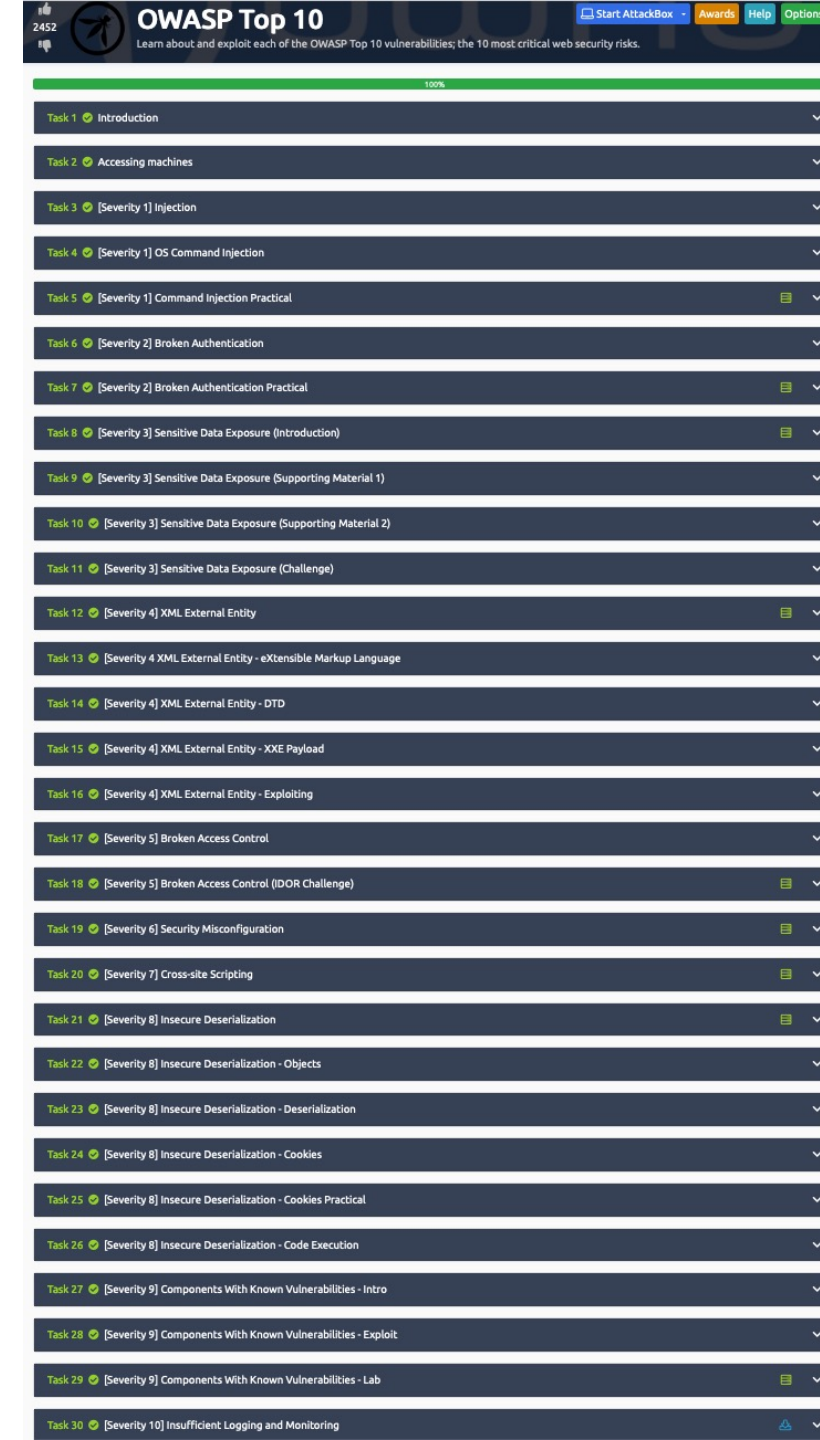 2452
OWASP Top 10
Start AttackBox
Awards
Help
Options
Learn about and exploit each of the OWASP Top 10 vulnerabilities; the 10 most critical web security risks.
100%
Task 1 Introduction
Task 2 Accessing machines
Task 3 [Severity 1] Injection
Task 4 [Severity 1] OS Command Injection
Task 5 [Severity 1] Command Injection Practical
Task 6 [Severity 2] Broken Authentication
Task 7 [Severity 2] Broken Authentication Practical
Task 8 [Severity 3] Sensitive Data Exposure (Introduction)
Task 9 [Severity 3] Sensitive Data Exposure (Supporting Material 1)
Task 10 [Severity 3] Sensitive Data Exposure (Supporting Material 2)
Task 11 [Severity 3] Sensitive Data Exposure (Challenge)
Task 12 [Severity 4] XML External Entity
Task 13 [Severity 4 XML External Entity - eXtensible Markup Language
Task 14 [Severity 4] XML External Entity - DTD
Task 15 [Severity 4] XML External Entity - XXE Payload
Task 16 [Severity 4] XML External Entity - Exploiting
Task 17 [Severity 5] Broken Access Control
Task 18 [Severity 5] Broken Access Control (IDOR Challenge)
Task 19 [Severity 6] Security Misconfiguration
Task 20 [Severity 7] Cross-site Scripting
Task 21 [Severity 8] Insecure Deserialization
Task 22 [Severity 8] Insecure Deserialization - Objects
Task 23 [Severity 8] Insecure Deserialization - Deserialization
Task 24 [Severity 8] Insecure Deserialization - Cookies
Task 25 [Severity 8] Insecure Deserialization - Cookies Practical
Task 26 [Severity 8] Insecure Deserialization - Code Execution
Task 27 [Severity 9] Components With Known Vulnerabilities - Intro
Task 28 [Severity 9] Components With Known Vulnerabilities - Exploit
Task 29 [Severity 9] Components With Known Vulnerabilities - Lab
Task 30 [Severity 10] Insufficient Logging and Monitoring